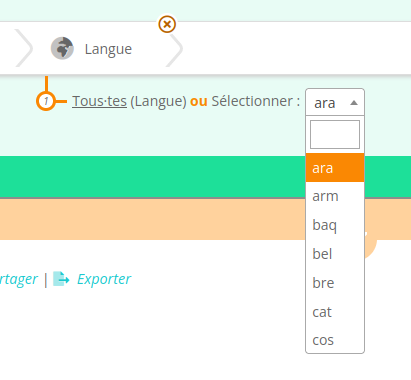 Langue
1 Tous·tes (Langue) ou Sélectionner : ara
ara
arm
baq
bel
bre
cat
cos
rtager | Exporter